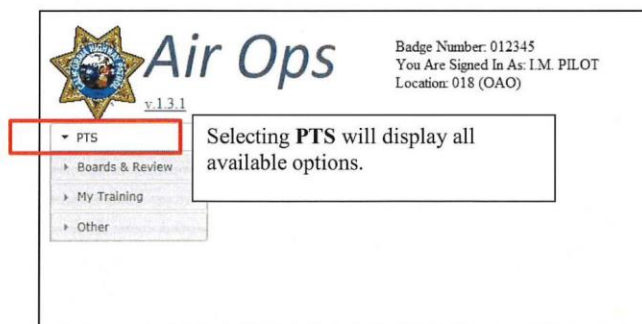 Air Ops
v.1.3.1
Badge Number: 012345
You Are Signed In As: I.M. PILOT
Location: 018 (OAO)
PTS
Boards & Review
My Training
Other
Selecting PTS will display all
available options.